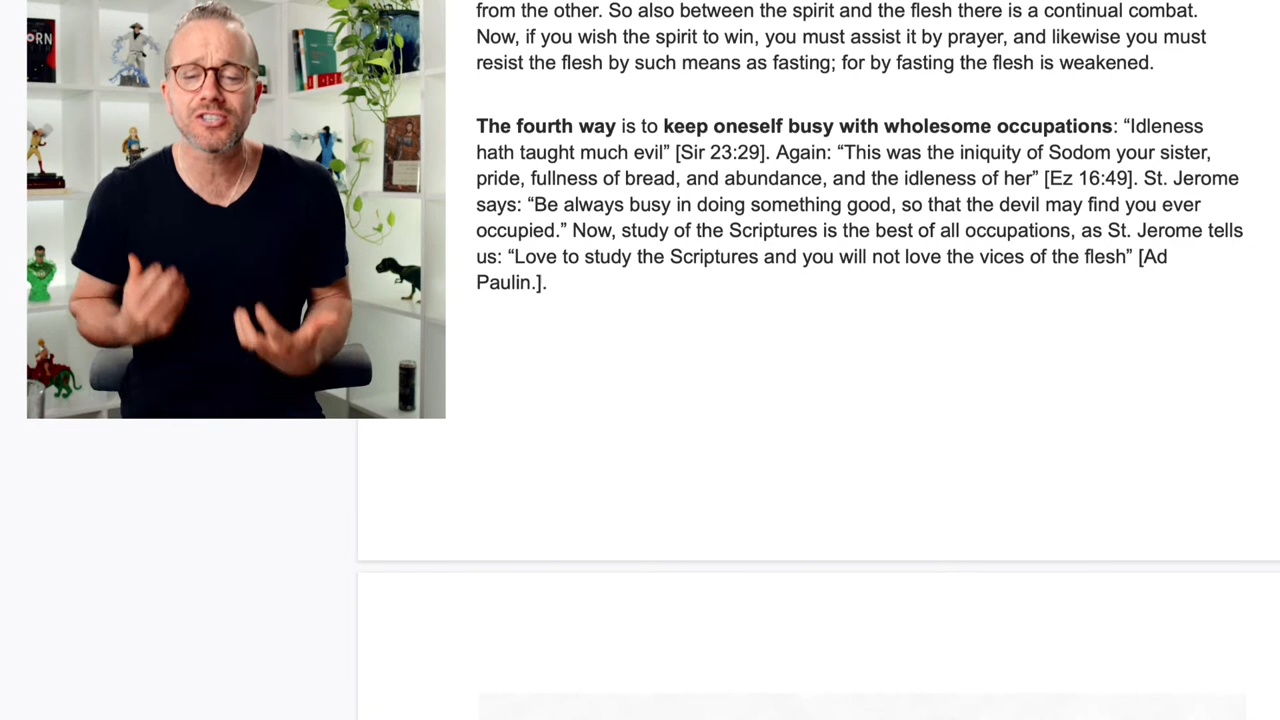 from the other. So also between the spirit and the flesh there is a continual combat.
Now, if you wish the spirit to win, you must assist it by prayer, and likewise you must
resist the flesh by such means as fasting; for by fasting the flesh is weakened.
The fourth way is to keep oneself busy with wholesome occupations: “Idleness
hath taught much evil” [Sir 23:29]. Again: “This was the iniquity of Sodom your sister,
pride, fullness of bread, and abundance, and the idleness of her” [Ez 16:49]. St. Jerome
says: “Be always busy in doing something good, so that the devil may find you ever
occupied.” Now, study of the Scriptures is the best of all occupations, as St. Jerome tells
us: “Love to study the Scriptures and you will not love the vices of the flesh” [Ad
Paulin.].
ORN